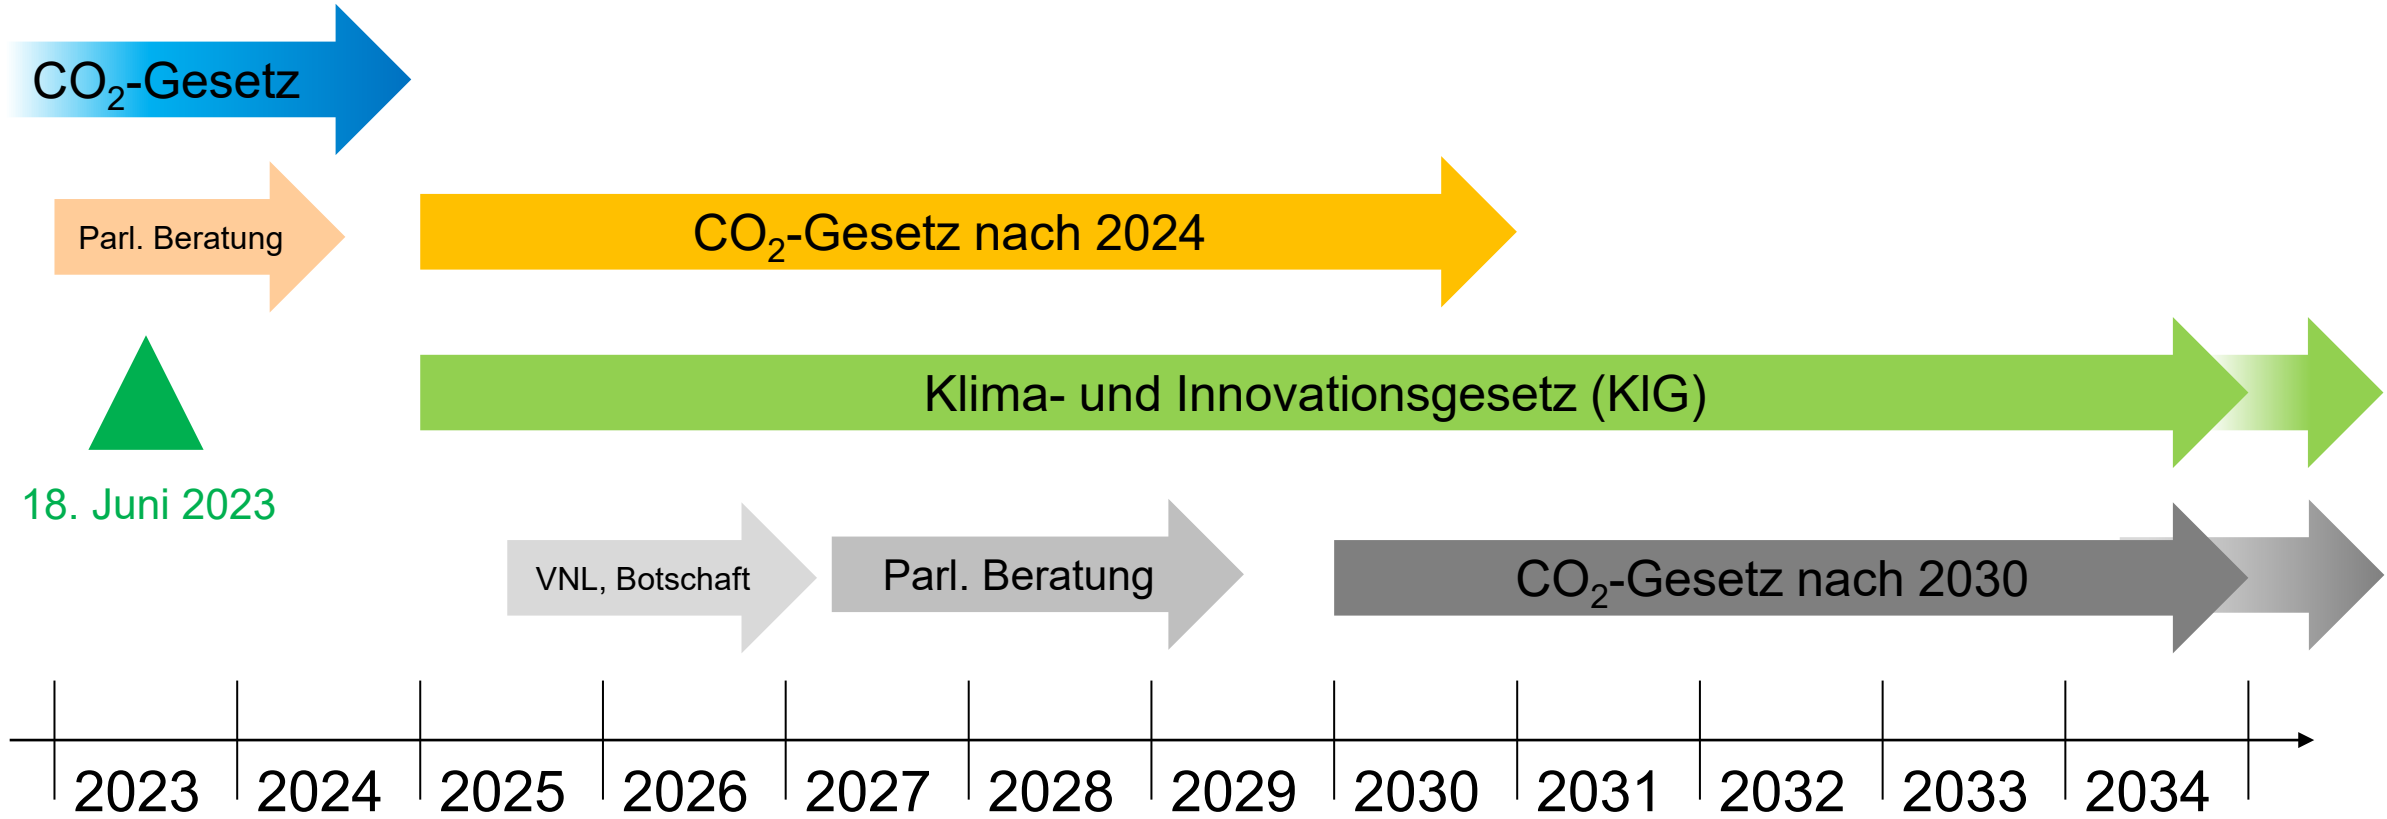 CO₂-Gesetz
Parl. Beratung
CO₂-Gesetz nach 2024
Klima- und Innovationsgesetz (KIG)
18. Juni 2023
VNL, Botschaft
Parl. Beratung
CO₂-Gesetz nach 2030
2023 2024 2025 2026 2027 2028 2029 2030 2031 2032 2033 2034